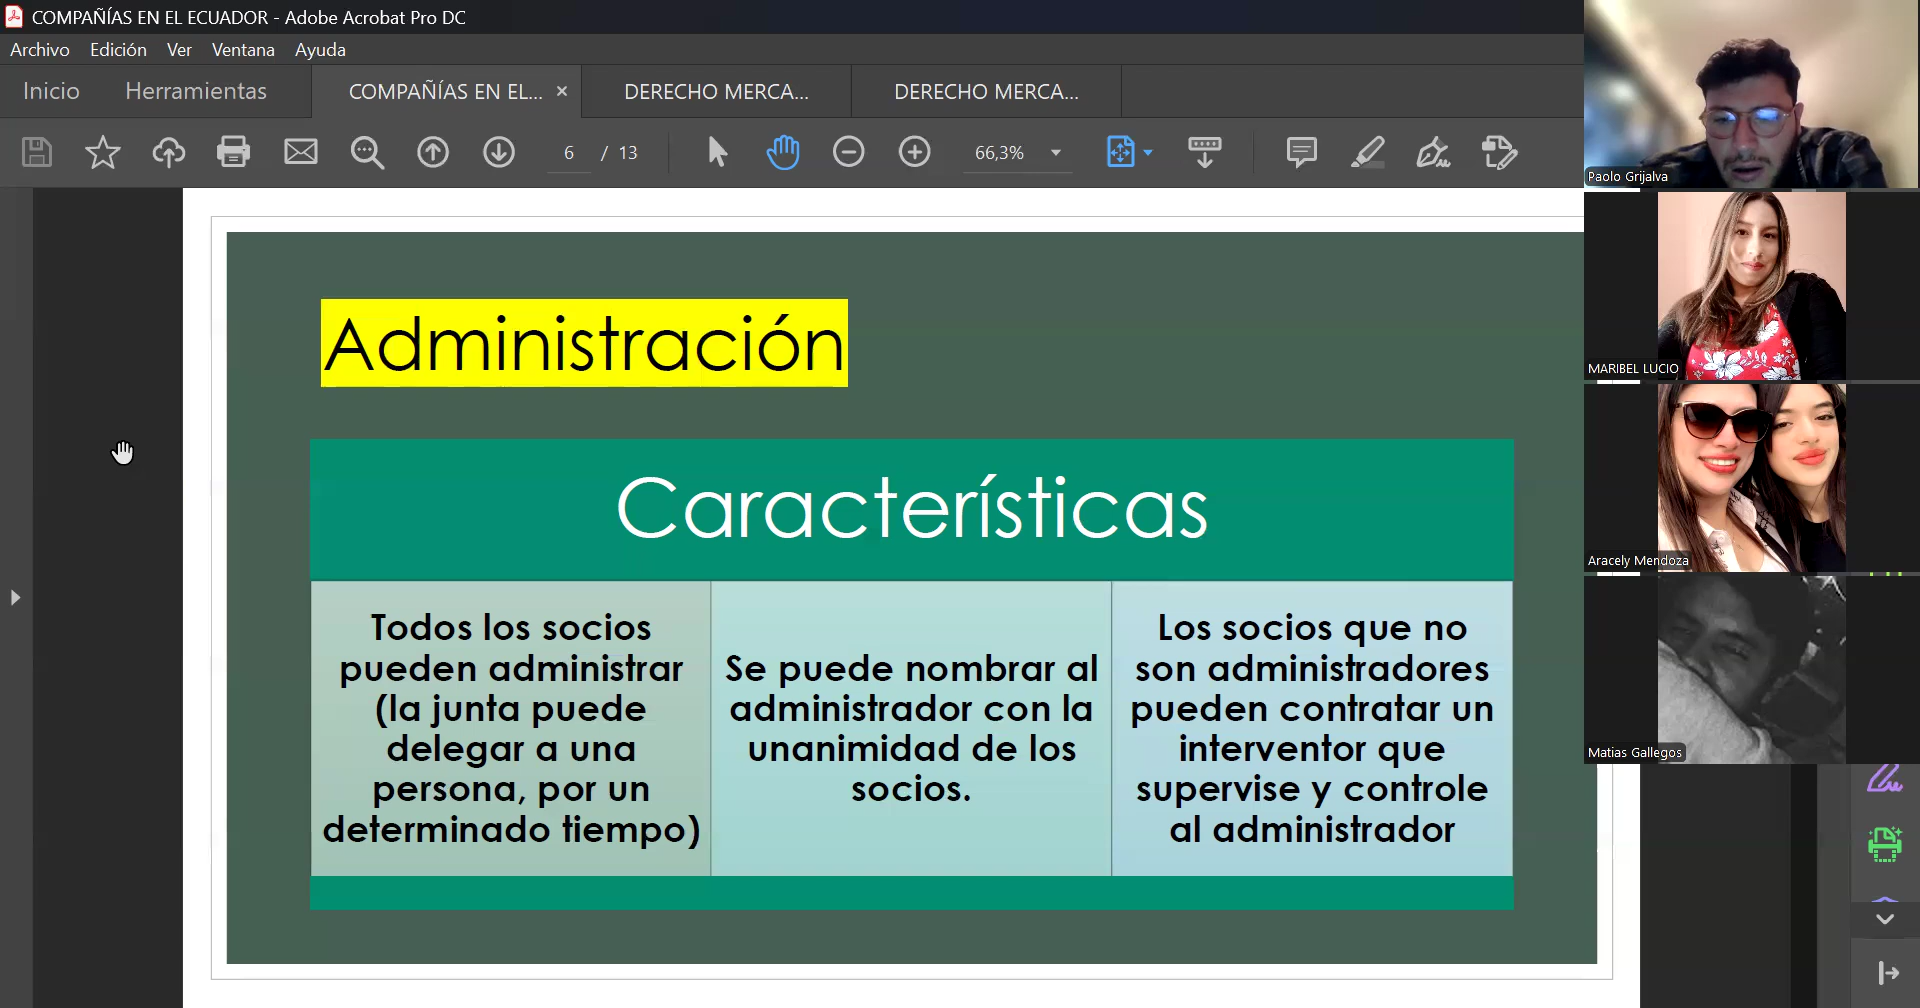 COMPAÑÍAS EN EL ECUADOR - Adobe Acrobat Pro DC
Archivo Edición Ver Ventana Ayuda
Inicio Herramientas COMPAÑÍAS EN EL... × DERECHO MERCA... DERECHO MERCA...
6 / 13 66,3%
Administración
Características
Todos los socios
pueden administrar
(la junta puede
delegar a una
persona, por un
determinado tiempo)
Se puede nombrar al
administrador con la
unanimidad de los
socios.
Los socios que no
son administradores
pueden contratar un
interventor que
supervise y controle
al administrador
Paolo Grijalva
MARIBEL LUCIO
Aracely Mendoza
Matias Gallegos